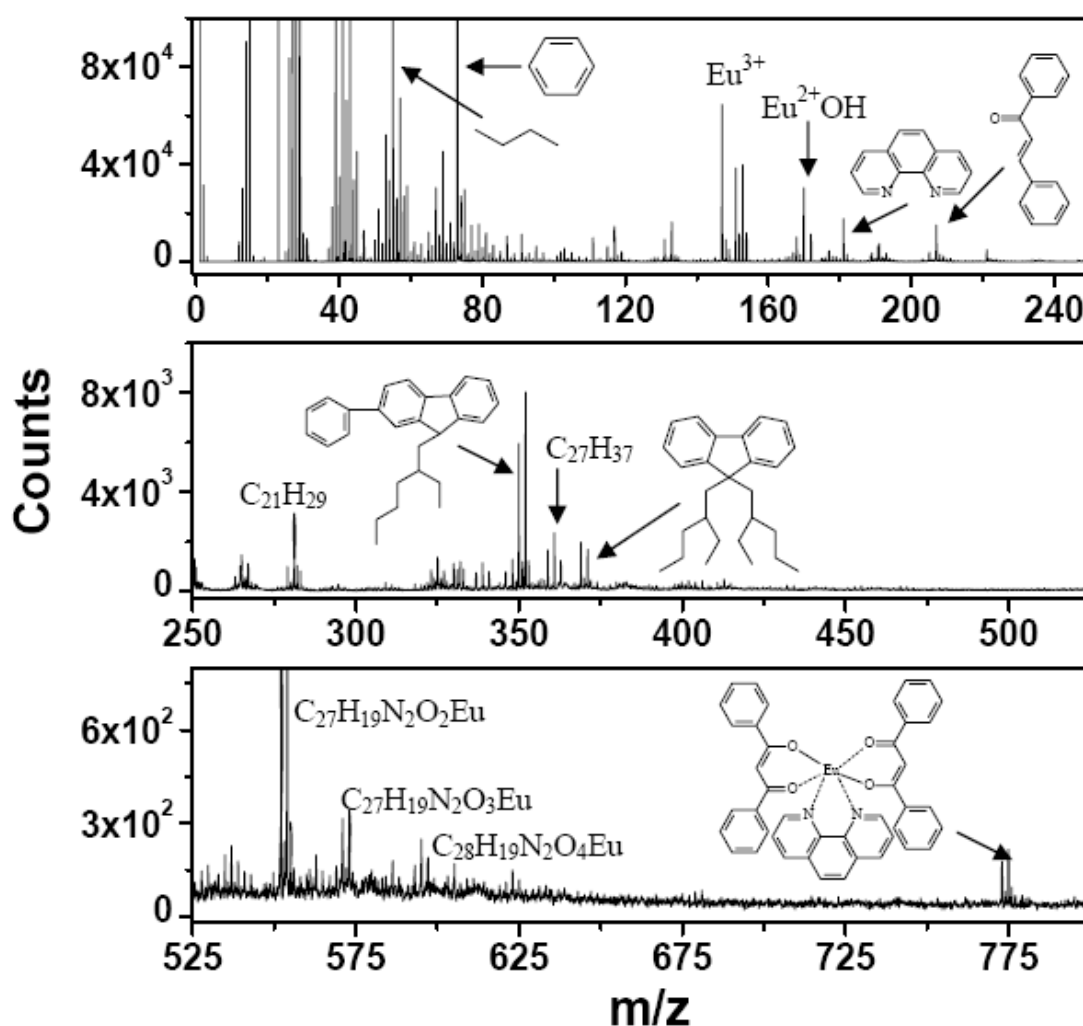 Counts
8x10⁴
4x10⁴
0
Eu³⁺
Eu²⁺OH
O
N N
0 40 80 120 160 200 240
8x10³
4x10³
0
C₂₁H₂₉
C₂₇H₃₇
250 300 350 400 450 500
6x10²
3x10²
0
C₂₇H₁₉N₂O₂Eu
C₂₇H₁₉N₂O₃Eu
C₂₈H₁₉N₂O₄Eu
O O
Eu
O O
N N
525 575 625 675 725 775
m/z